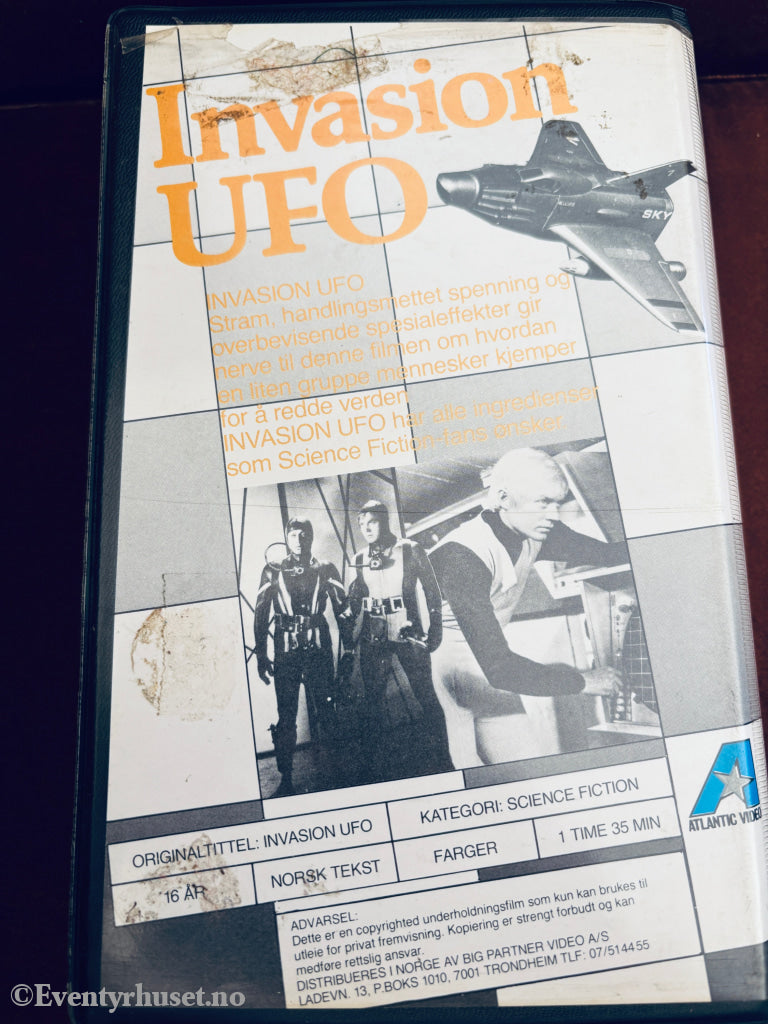 Invasion
UFO
SKY
INVASION UFO
Stram, handlingsmettet spenning og
overbevisende spesialeffekter gir
nerve til denne filmen om hvordan
en liten gruppe mennesker kjemper
for å redde verden.
INVASION UFO har alle ingredienser
som Science Fiction-fans ønsker.
ATLANTIC VIDEO
ORIGINALTITTEL: INVASION UFO
KATEGORI: SCIENCE FICTION
16 ÅR
NORSK TEKST
FARGER
1 TIME 35 MIN
ADVARSEL:
Dette er en copyrighted underholdningsfilm som kun kan brukes til
utleie for privat fremvisning. Kopiering er strengt forbudt og kan
medføre rettslig ansvar.
DISTRIBUERES I NORGE AV BIG PARTNER VIDEO A/S
LADEVN. 13, P.BOKS 1010, 7001 TRONDHEIM TLF: 07/51 44 55
©Eventyrhuset.no